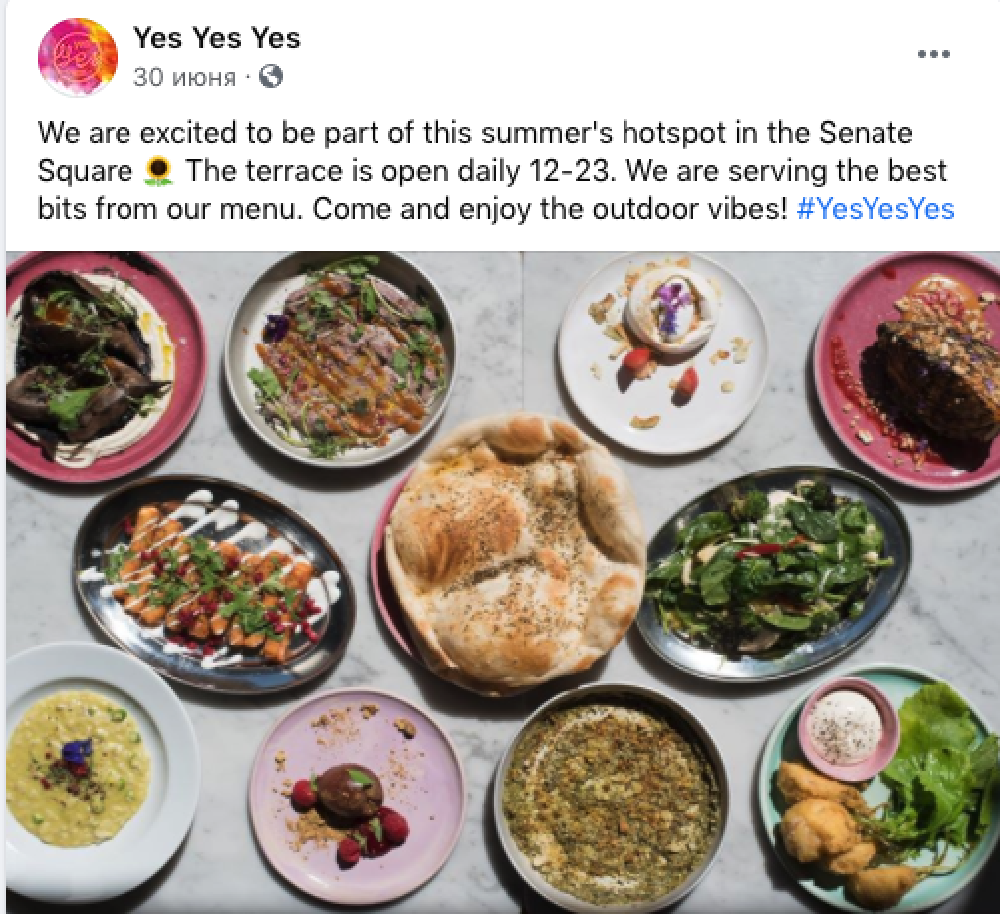 Yes Yes Yes
30 июня ·
We are excited to be part of this summer's hotspot in the Senate
Square 🌻 The terrace is open daily 12-23. We are serving the best
bits from our menu. Come and enjoy the outdoor vibes! #YesYesYes